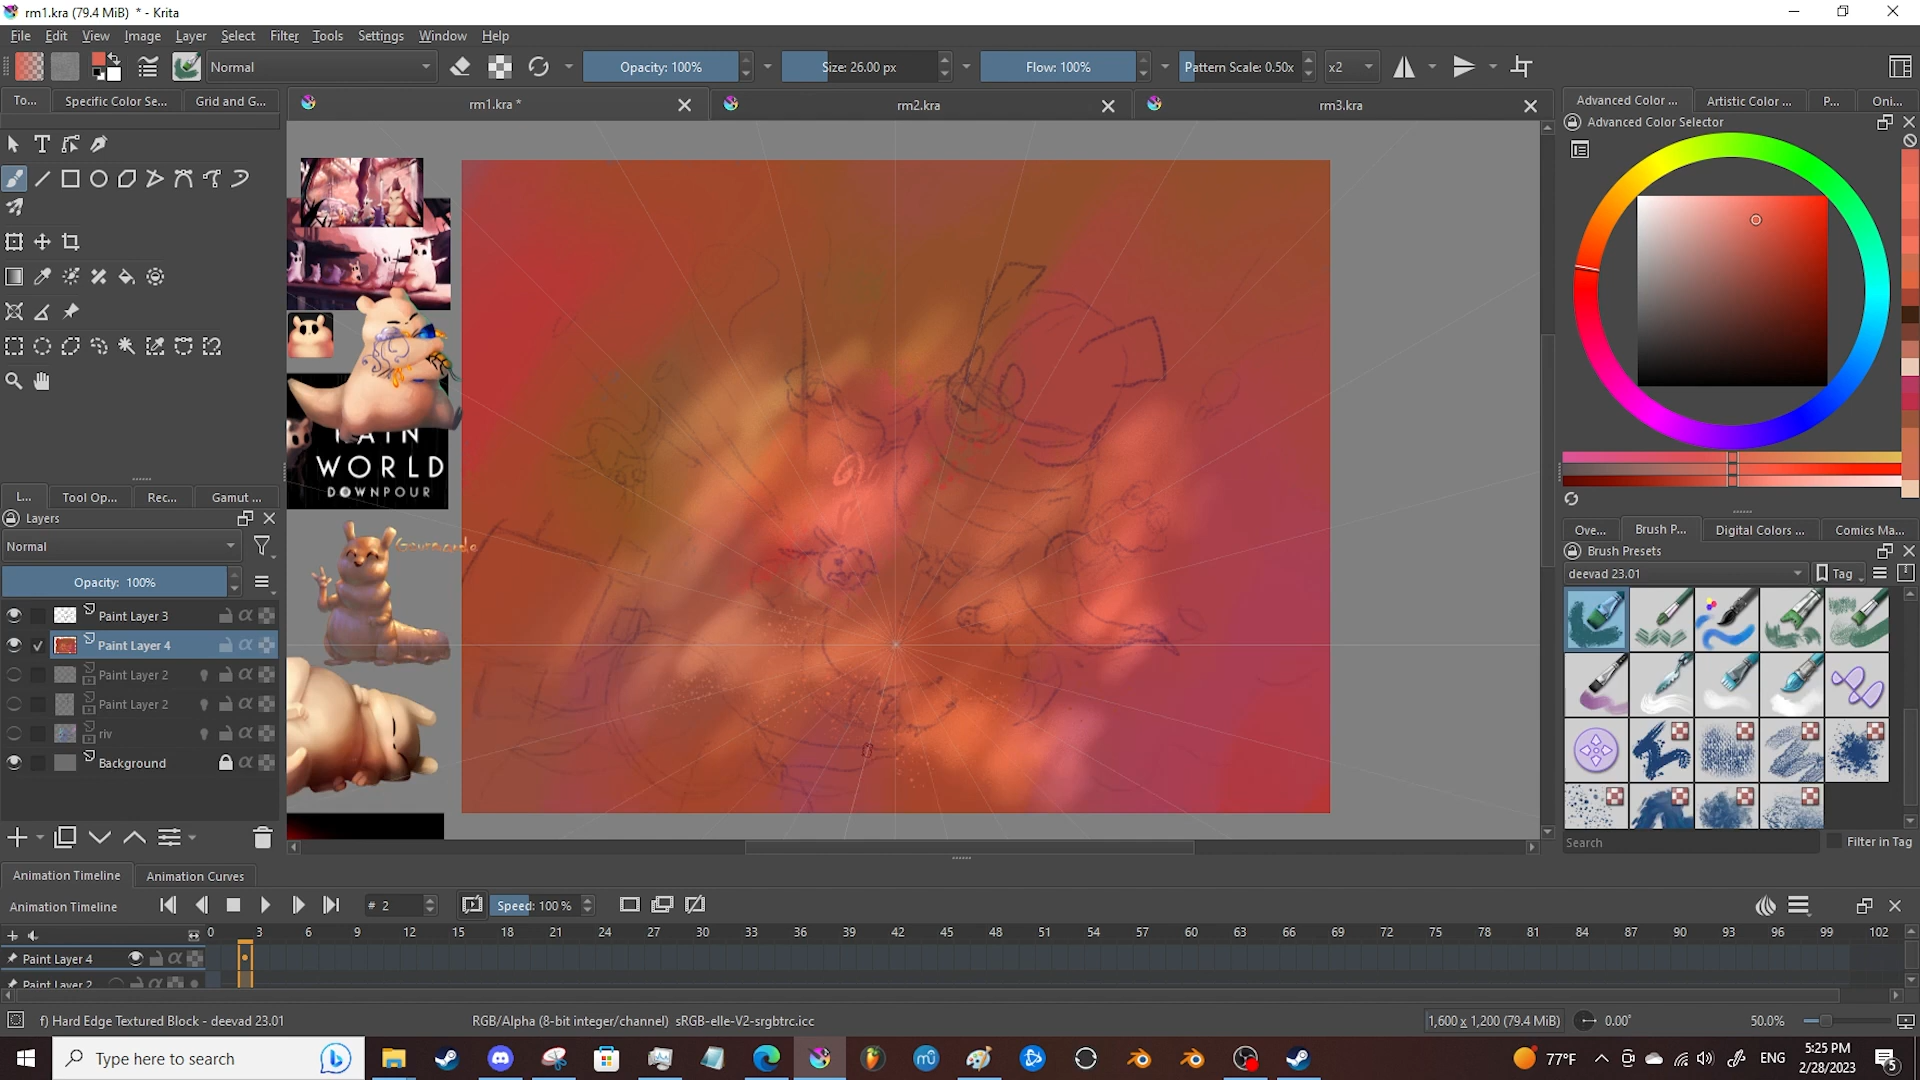 rm1.kra (79.4 MiB) * - Krita
File Edit View Image Layer Select Filter Tools Settings Window Help
Normal Opacity: 100% Size: 26.00 px Flow: 100% Pattern Scale: 0.50x x2
To... Specific Color Se... Grid and G... rm1.kra * rm2.kra rm3.kra Advanced Color ... Artistic Color ... P... Oni...
Advanced Color Selector
RAIN
WORLD
DOWNPOUR
Gourmande
L... Tool Op... Rec... Gamut ...
Layers
Normal
Opacity: 100%
Paint Layer 3
Paint Layer 4
Paint Layer 2
Paint Layer 2
riv
Background
Ove... Brush P... Digital Colors ... Comics Ma...
Brush Presets
deevad 23.01 Tag
Search Filter in Tag
Animation Timeline Animation Curves
Animation Timeline # 2 Speed: 100 %
0 3 6 9 12 15 18 21 24 27 30 33 36 39 42 45 48 51 54 57 60 63 66 69 72 75 78 81 84 87 90 93 96 99 102
Paint Layer 4
Paint Layer 2
f) Hard Edge Textured Block - deevad 23.01 RGB/Alpha (8-bit integer/channel) sRGB-elle-V2-srgbtrc.icc 1,600 x 1,200 (79.4 MiB) 0.00° 50.0%
Type here to search 77°F ENG 5:25 PM
2/28/2023 5